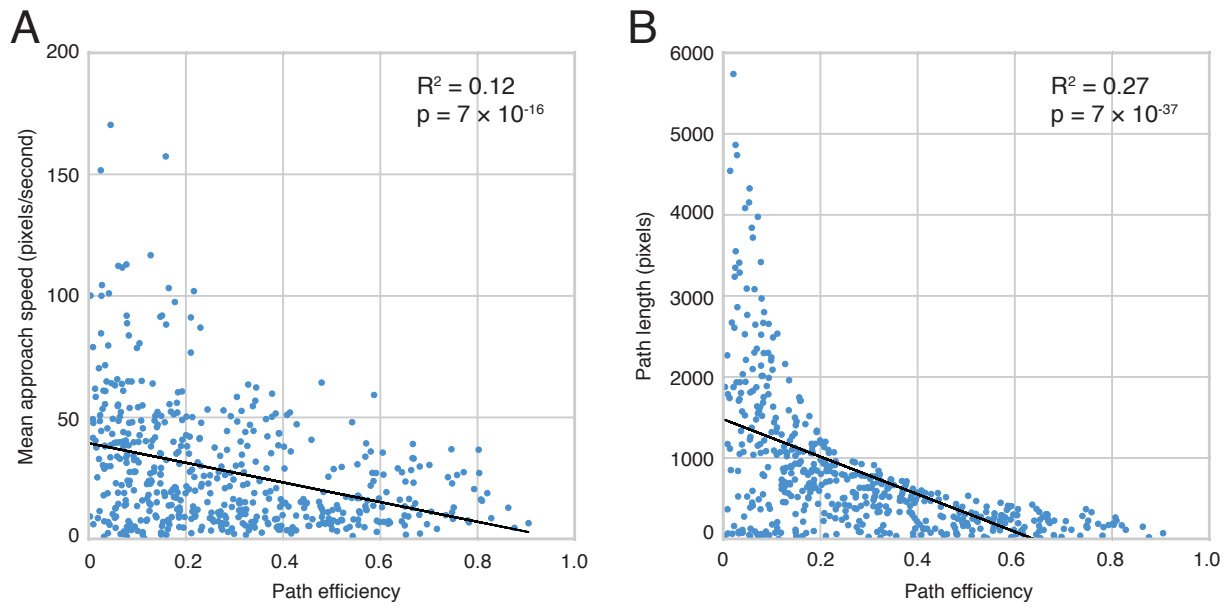 A
R² = 0.12
p = 7 × 10⁻¹⁶
Mean approach speed (pixels/second)
200
150
100
50
0
0 0.2 0.4 0.6 0.8 1.0
Path efficiency
B
R² = 0.27
p = 7 × 10⁻³⁷
Path length (pixels)
6000
5000
4000
3000
2000
1000
0
0 0.2 0.4 0.6 0.8 1.0
Path efficiency